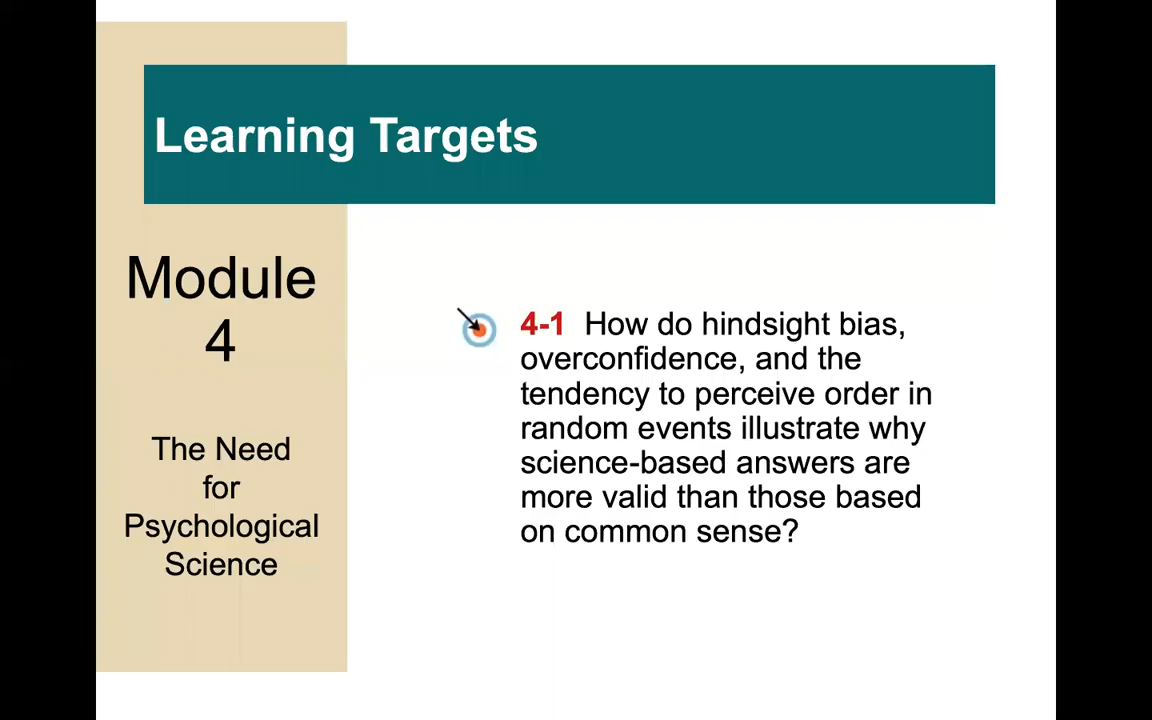 Learning Targets
Module
4
The Need
for
Psychological
Science
4-1 How do hindsight bias,
overconfidence, and the
tendency to perceive order in
random events illustrate why
science-based answers are
more valid than those based
on common sense?